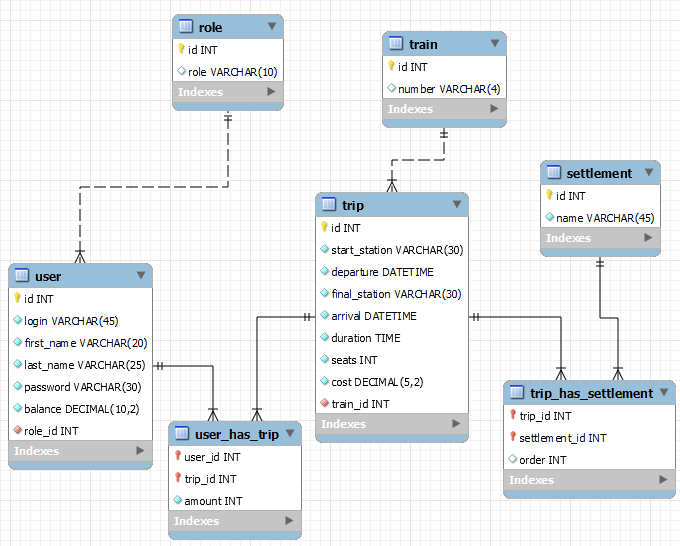 role
id INT
role VARCHAR(10)
Indexes
train
id INT
number VARCHAR(4)
Indexes
settlement
id INT
name VARCHAR(45)
Indexes
trip
id INT
start_station VARCHAR(30)
departure DATETIME
final_station VARCHAR(30)
arrival DATETIME
duration TIME
seats INT
cost DECIMAL(5,2)
train_id INT
Indexes
user
id INT
login VARCHAR(45)
first_name VARCHAR(20)
last_name VARCHAR(25)
password VARCHAR(30)
balance DECIMAL(10,2)
role_id INT
Indexes
user_has_trip
user_id INT
trip_id INT
amount INT
Indexes
trip_has_settlement
trip_id INT
settlement_id INT
order INT
Indexes